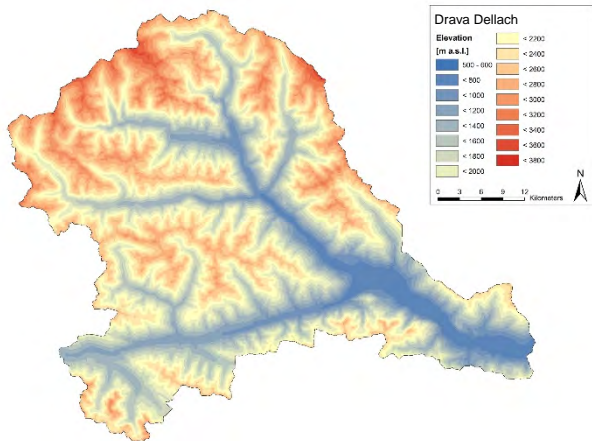 Drava Dellach
Elevation
[m a.s.l.]
500 - 600
< 800
< 1000
< 1200
< 1400
< 1600
< 1800
< 2000
< 2200
< 2400
< 2600
< 2800
< 3000
< 3200
< 3400
< 3600
< 3800
N
0 3 6 9 12
Kilometers